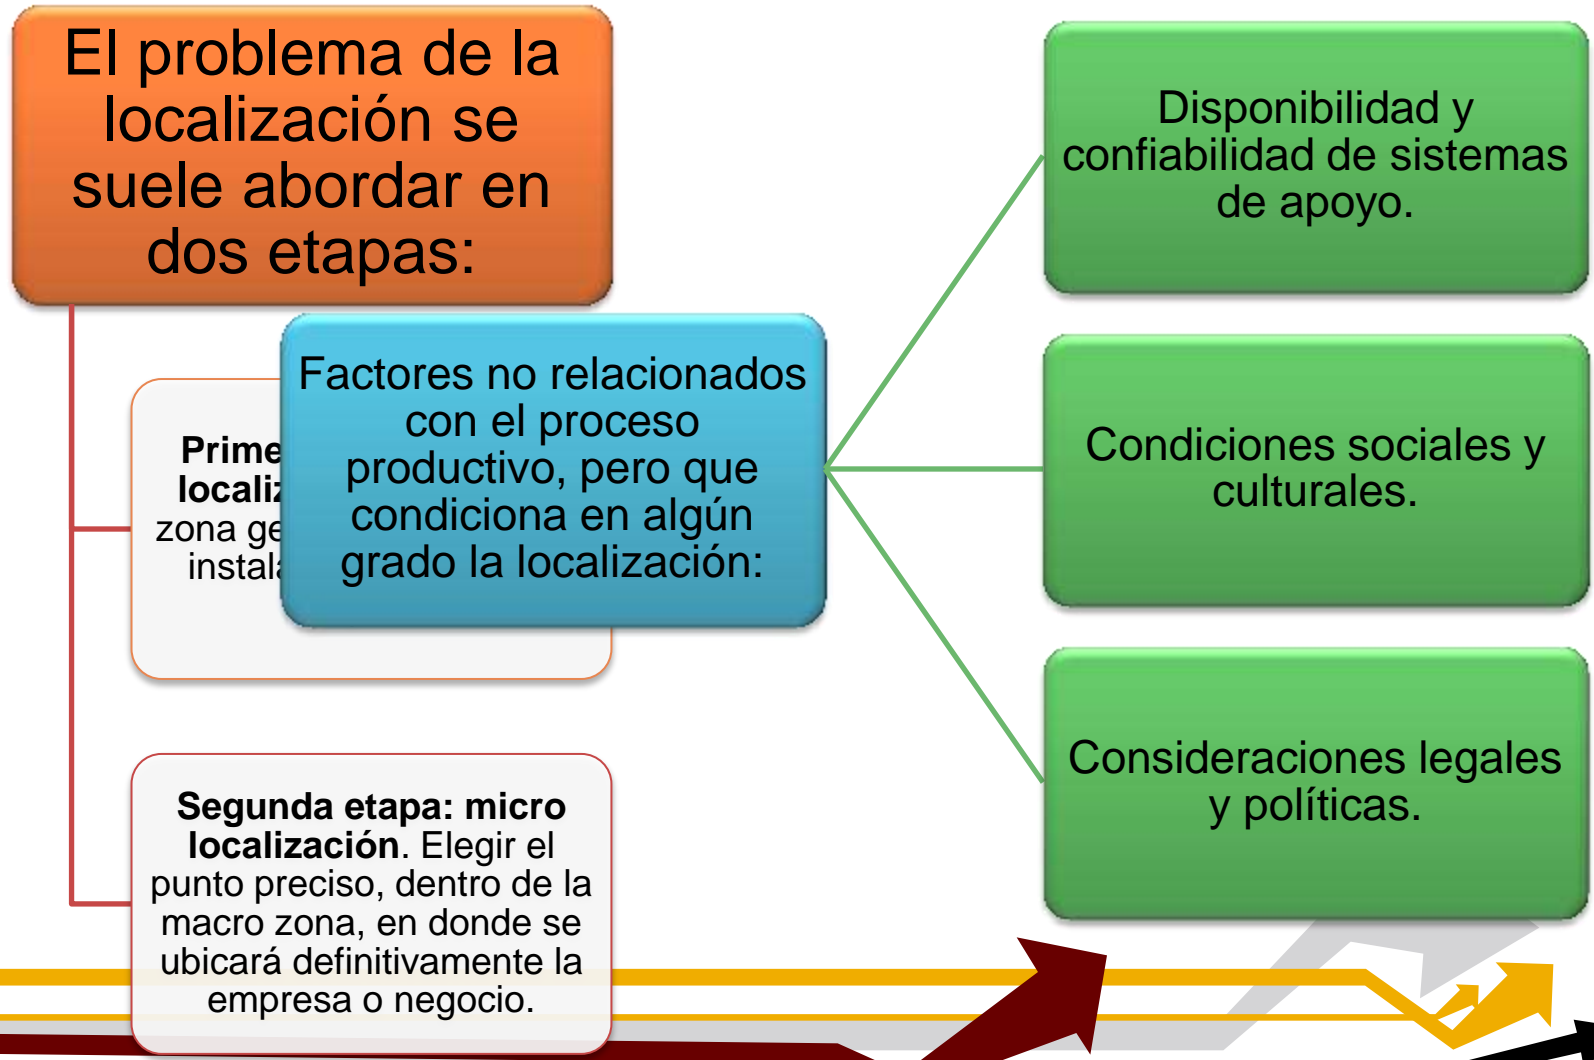 El problema de la
localización se
suele abordar en
dos etapas:
Factores no relacionados
con el proceso
productivo, pero que
condiciona en algún
grado la localización:
zona
Segunda etapa: micro
localización. Elegir el
punto preciso, dentro de la
macro zona, en donde se
ubicará definitivamente la
empresa o negocio.
Disponibilidad y
confiabilidad de sistemas
de apoyo.
Condiciones sociales y
culturales.
Consideraciones legales
y políticas.